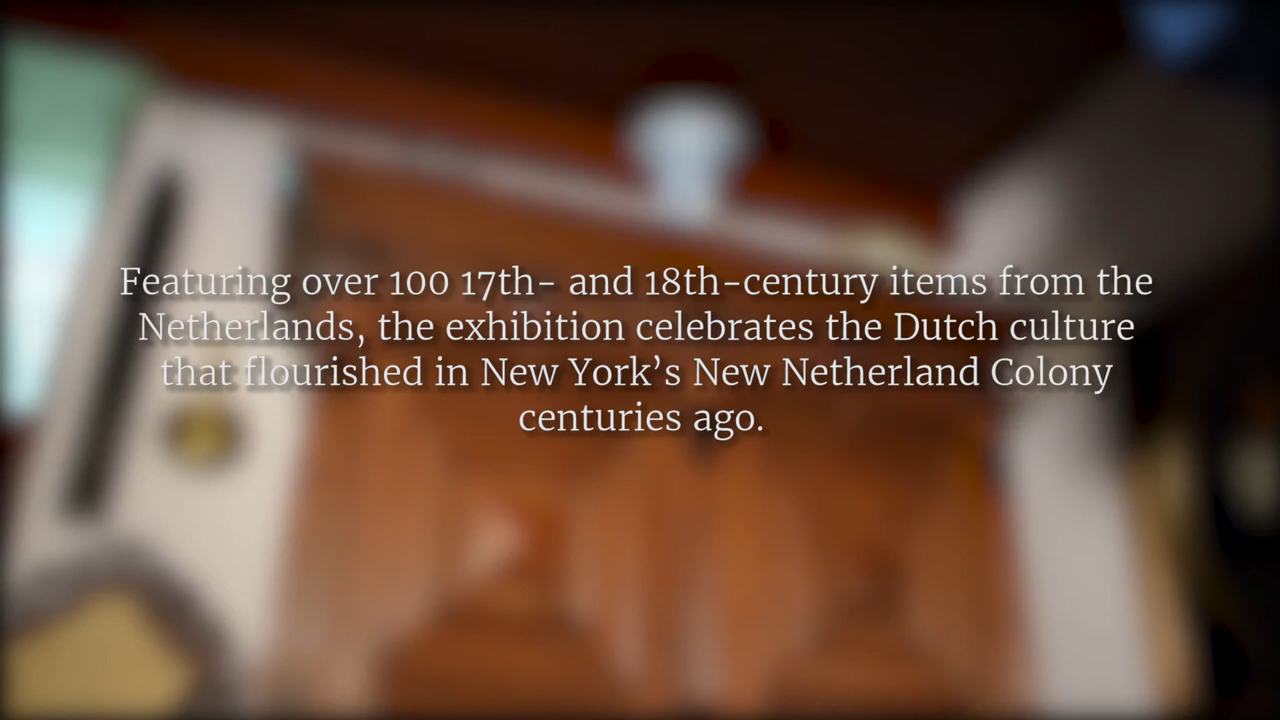 Featuring over 100 17th- and 18th-century items from the
Netherlands, the exhibition celebrates the Dutch culture
that flourished in New York’s New Netherland Colony
centuries ago.